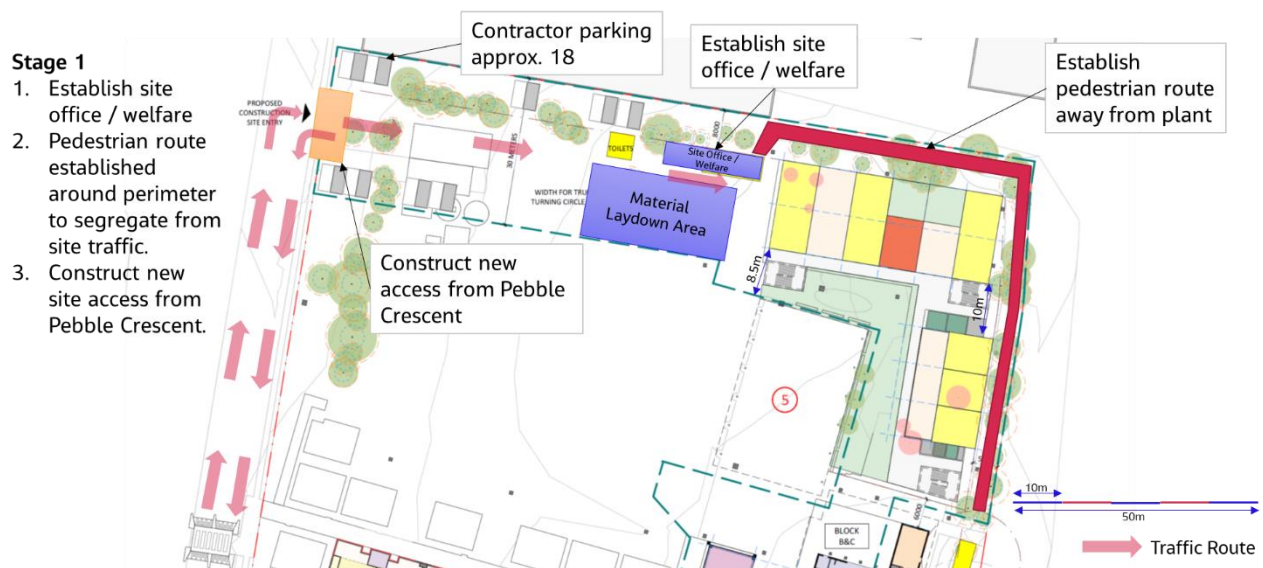 Stage 1
1. Establish site
office / welfare
2. Pedestrian route
established
around perimeter
to segregate from
site traffic.
3. Construct new
site access from
Pebble Crescent.
Contractor parking
approx. 18
Establish site
office / welfare
Establish
pedestrian route
away from plant
PROPOSED
CONSTRUCTION
SITE ENTRY
30 METERS
TOILETS
8000
Site Office /
Welfare
WIDTH FOR TRU
TURNING CIRCLE
Material
Laydown Area
Construct new
access from Pebble
Crescent
8.5m
10m
5
6000
BLOCK
B&C
10m
50m
Traffic Route